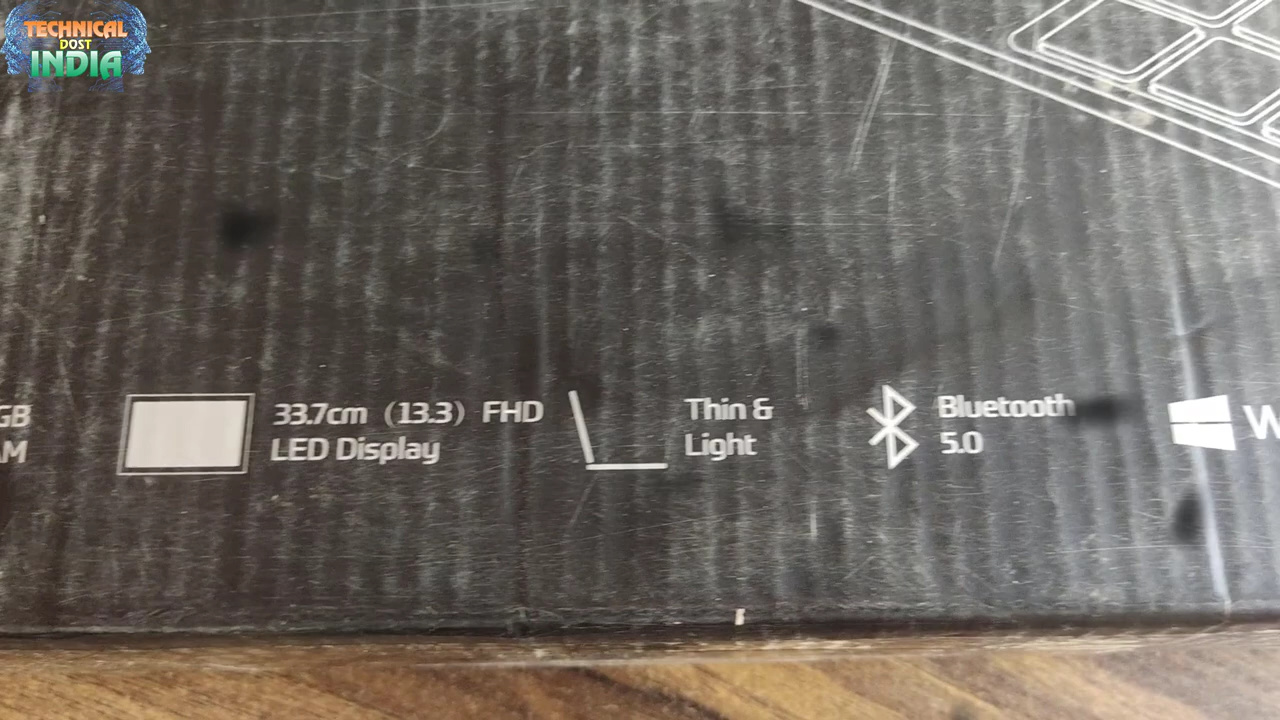 TECHNICAL
DOST
INDIA
GB
AM
33.7cm (13.3) FHD
LED Display
Thin &
Light
Bluetooth
5.0
W